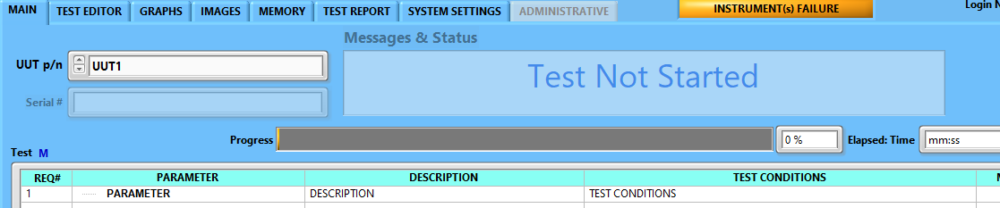 MAIN TEST EDITOR GRAPHS IMAGES MEMORY TEST REPORT SYSTEM SETTINGS ADMINISTRATIVE INSTRUMENT(s) FAILURE Login N
Messages & Status
UUT p/n UUT1
Test Not Started
Serial #
Progress 0 % Elapsed: Time mm:ss
Test M
REQ# PARAMETER DESCRIPTION TEST CONDITIONS
1 PARAMETER DESCRIPTION TEST CONDITIONS